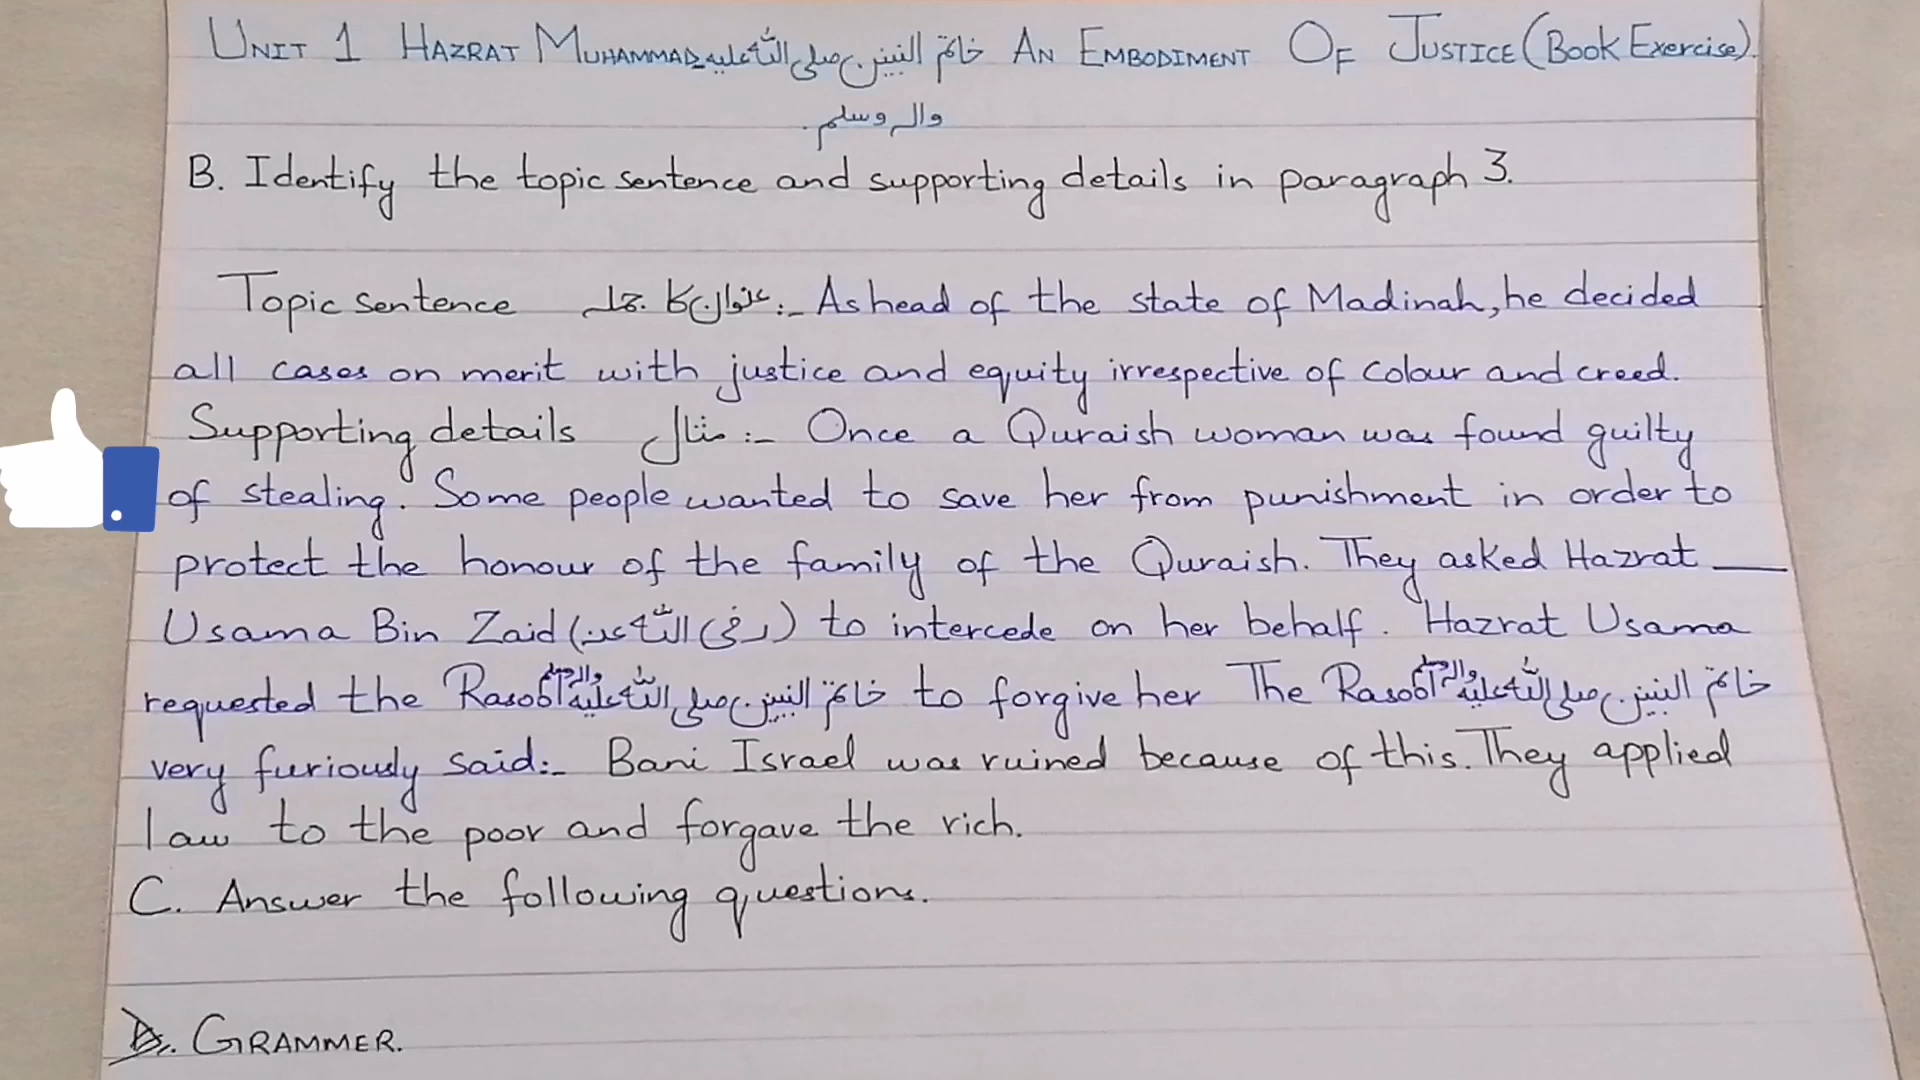 UNIT 1 HAZRAT MUHAMMAD خاتم النبیین صلی اللہ علیہ AN EMBODIMENT OF JUSTICE (Book Exercise).
والہ وسلم.
B. Identify the topic sentence and supporting details in paragraph 3.
Topic sentence عنوان کا جملہ :- As head of the state of Madinah, he decided
all cases on merit with justice and equity irrespective of colour and creed.
Supporting details مثال :- Once a Quraish woman was found guilty
of stealing. Some people wanted to save her from punishment in order to
protect the honour of the family of the Quraish. They asked Hazrat
Usama Bin Zaid (رضی اللہ عنہ) to intercede on her behalf. Hazrat Usama
requested the Rasool خاتم النبیین صلی اللہ علیہ والہ وسلم to forgive her The Rasool خاتم النبیین صلی اللہ علیہ والہ وسلم
very furiously said:- Bani Israel was ruined because of this. They applied
law to the poor and forgave the rich.
C. Answer the following questions.
D. GRAMMER.